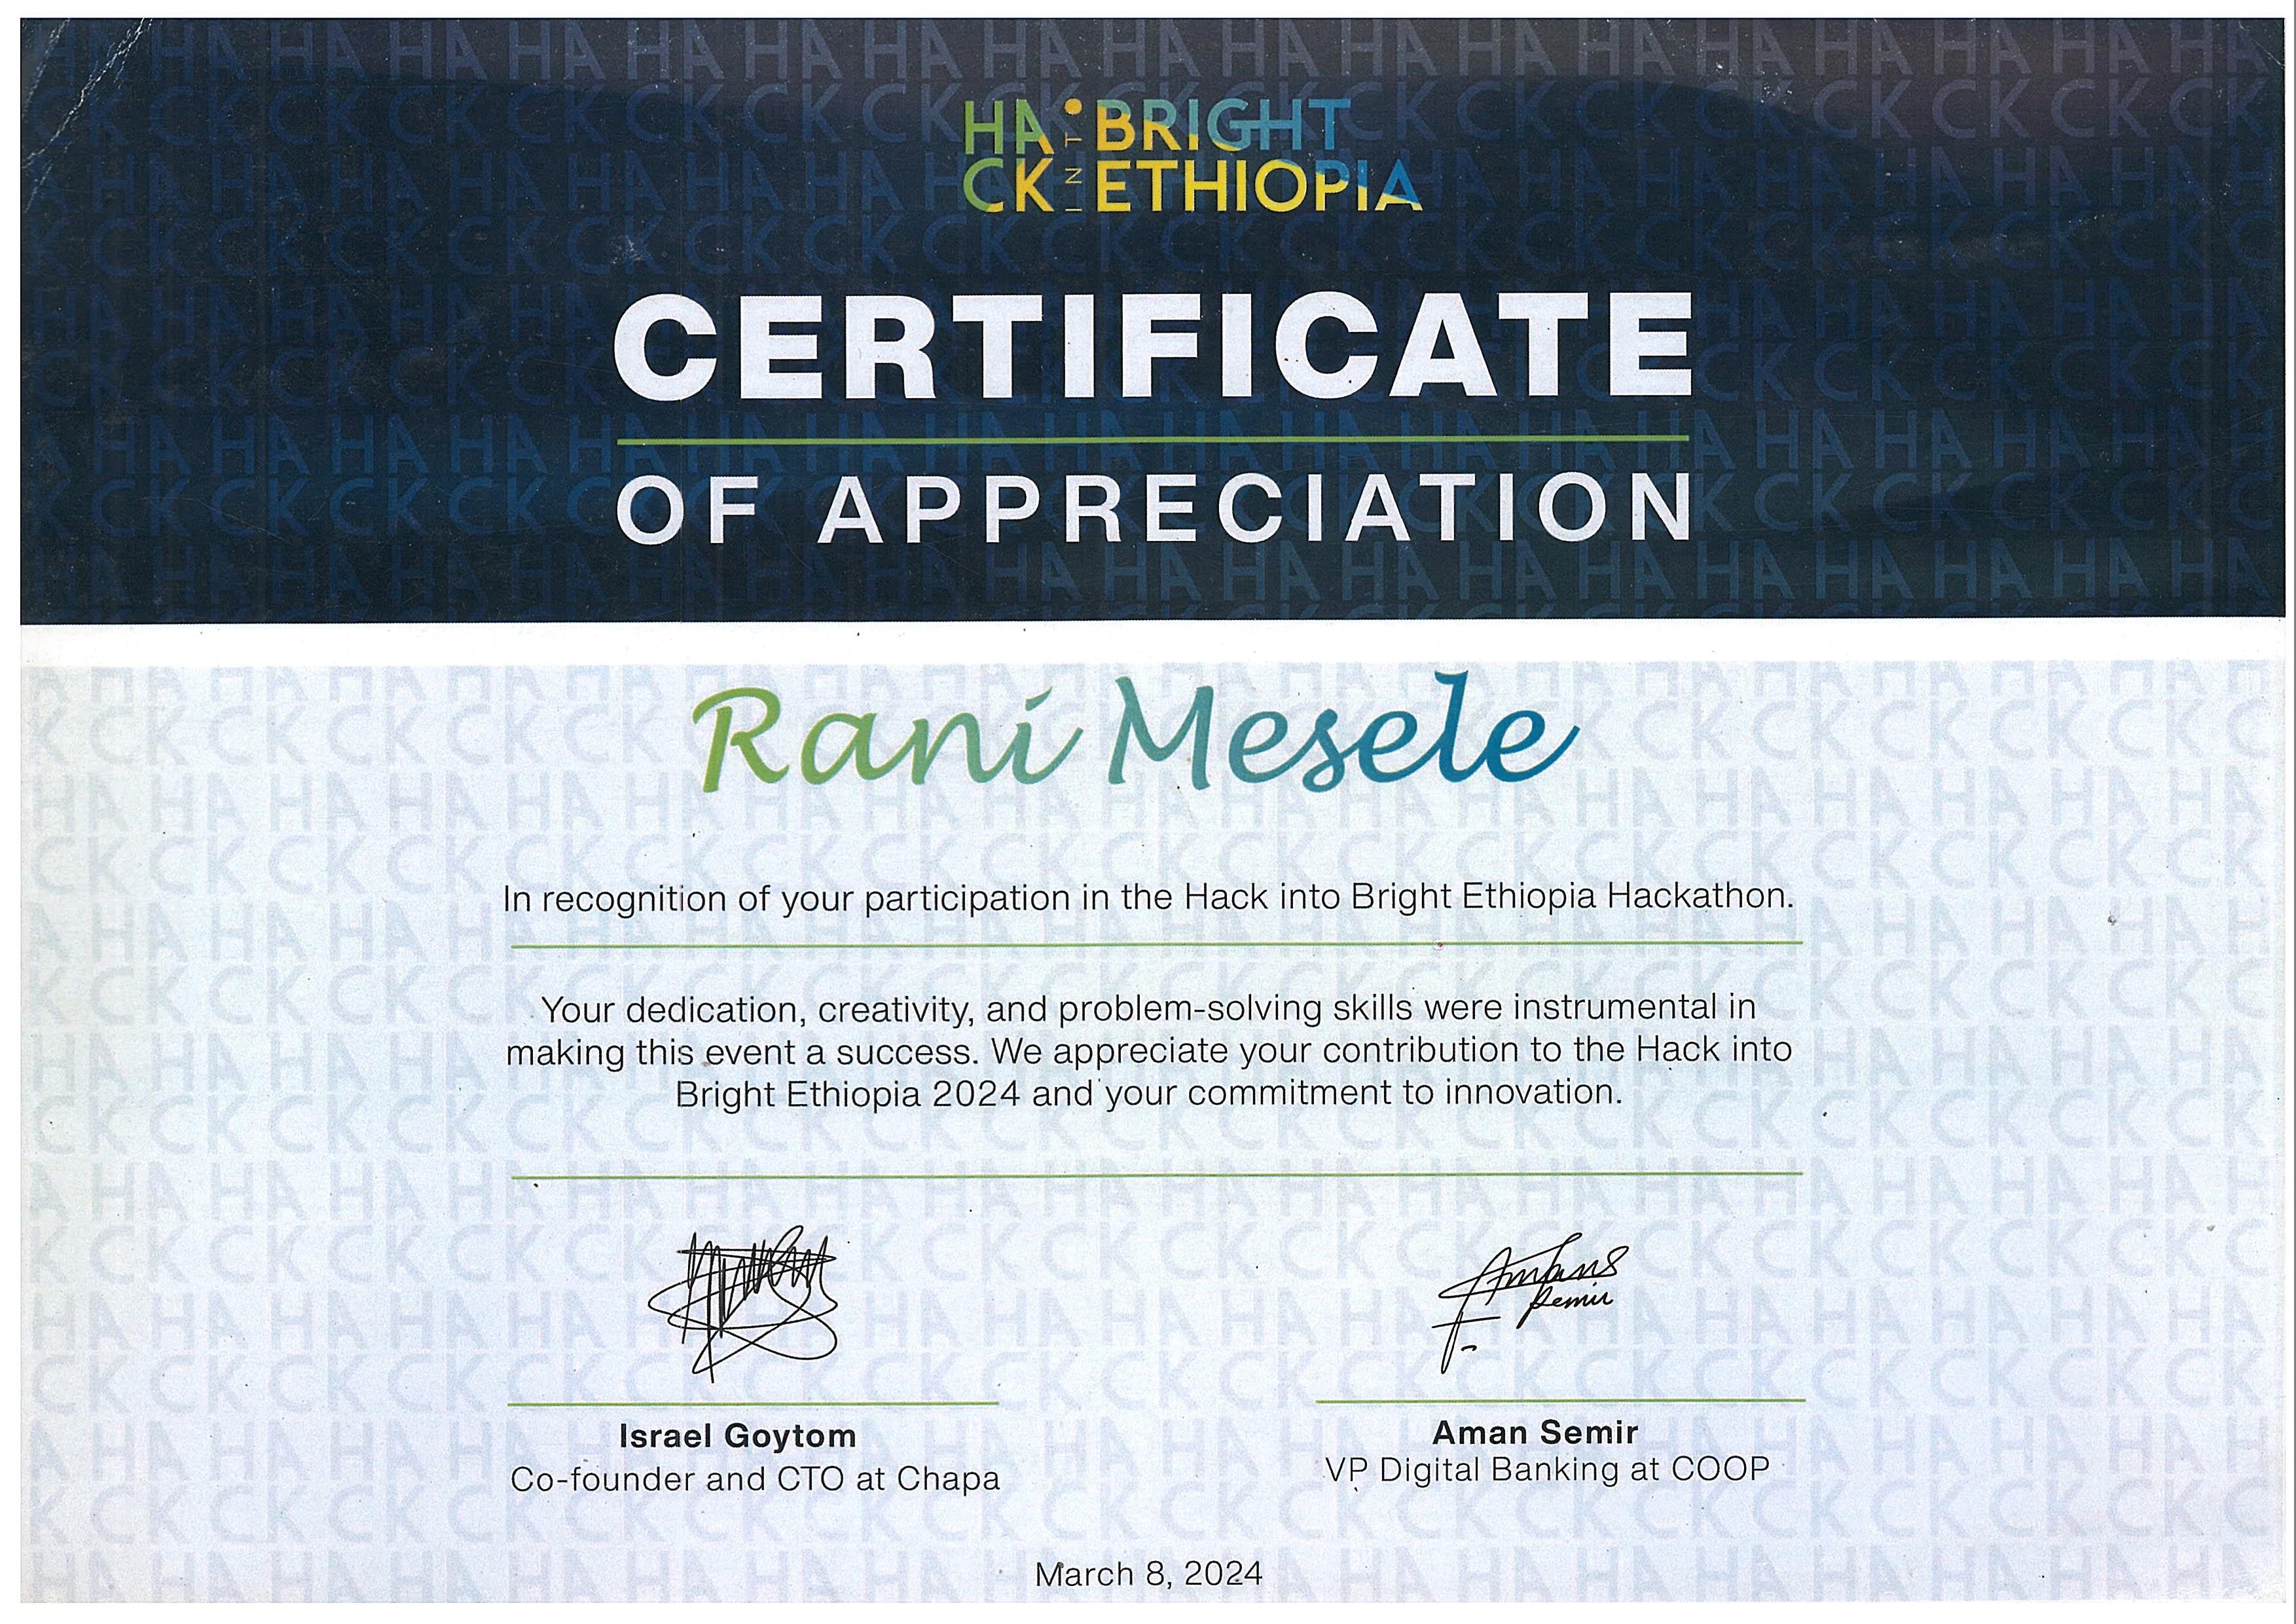 HACK INTO BRIGHT ETHIOPIA
CERTIFICATE
OF APPRECIATION
Rani Mesele
In recognition of your participation in the Hack into Bright Ethiopia Hackathon.
Your dedication, creativity, and problem-solving skills were instrumental in
making this event a success. We appreciate your contribution to the Hack into
Bright Ethiopia 2024 and your commitment to innovation.
Semir
Israel Goytom
Aman Semir
Co-founder and CTO at Chapa
VP Digital Banking at COOP
March 8, 2024